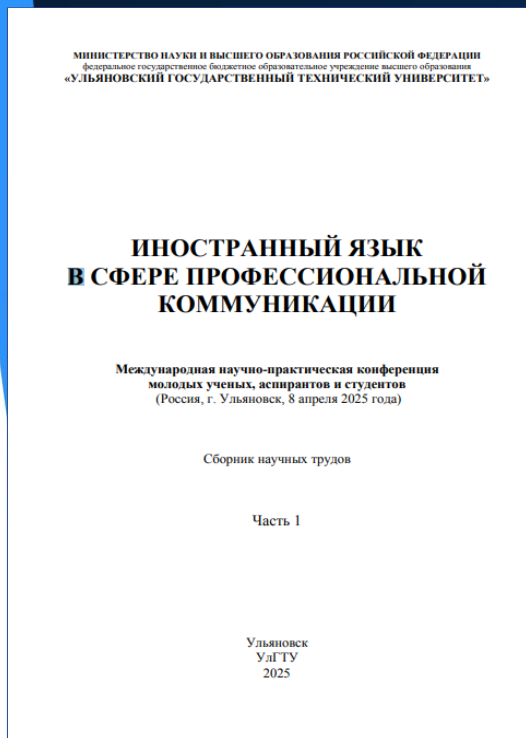 МИНИСТЕРСТВО НАУКИ И ВЫСШЕГО ОБРАЗОВАНИЯ РОССИЙСКОЙ ФЕДЕРАЦИИ
федеральное государственное бюджетное образовательное учреждение высшего образования
«УЛЬЯНОВСКИЙ ГОСУДАРСТВЕННЫЙ ТЕХНИЧЕСКИЙ УНИВЕРСИТЕТ»
ИНОСТРАННЫЙ ЯЗЫК
В СФЕРЕ ПРОФЕССИОНАЛЬНОЙ
КОММУНИКАЦИИ
Международная научно-практическая конференция
молодых ученых, аспирантов и студентов
(Россия, г. Ульяновск, 8 апреля 2025 года)
Сборник научных трудов
Часть 1
Ульяновск
УлГТУ
2025